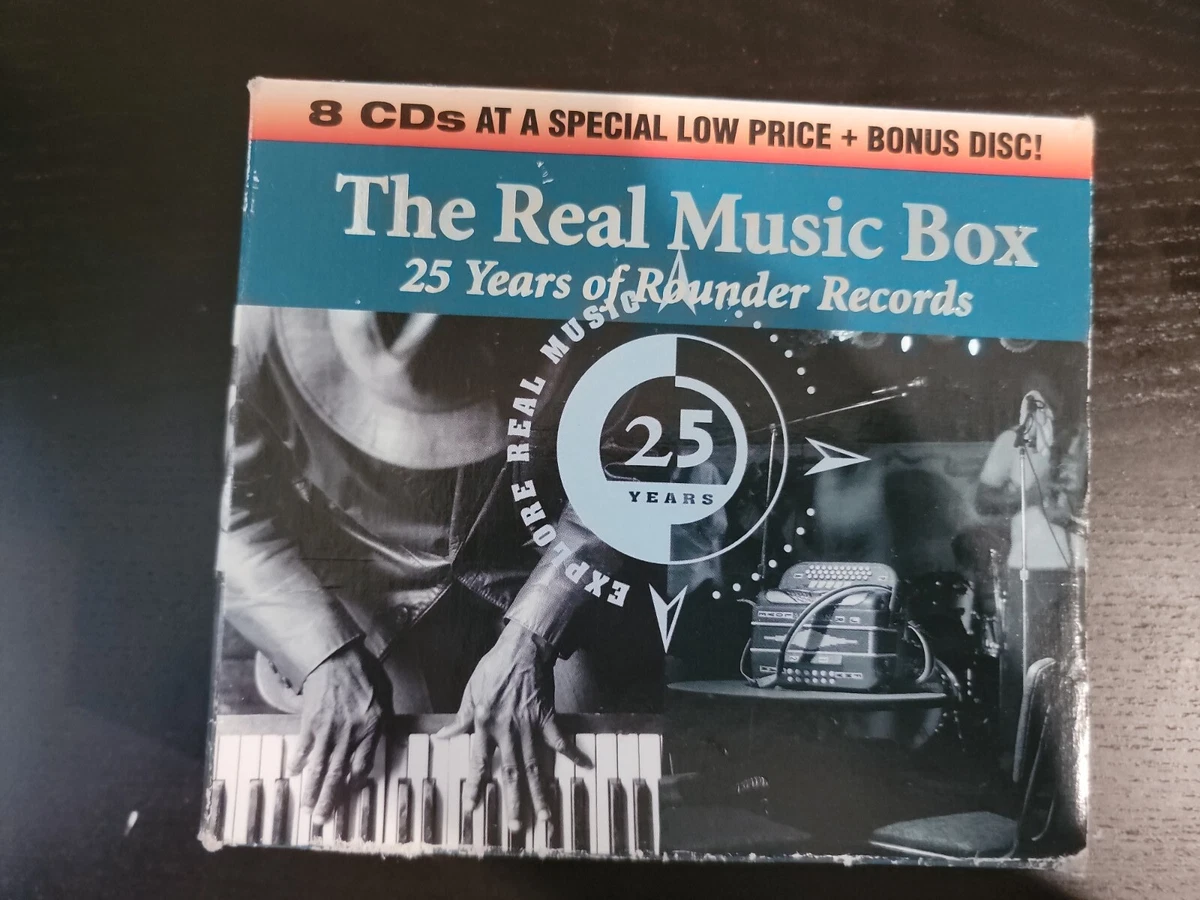 8 CDs AT A SPECIAL LOW PRICE + BONUS DISC!
The Real Music Box
25 Years of Rounder Records
EXPLORE REAL MUSIC
25
YEARS